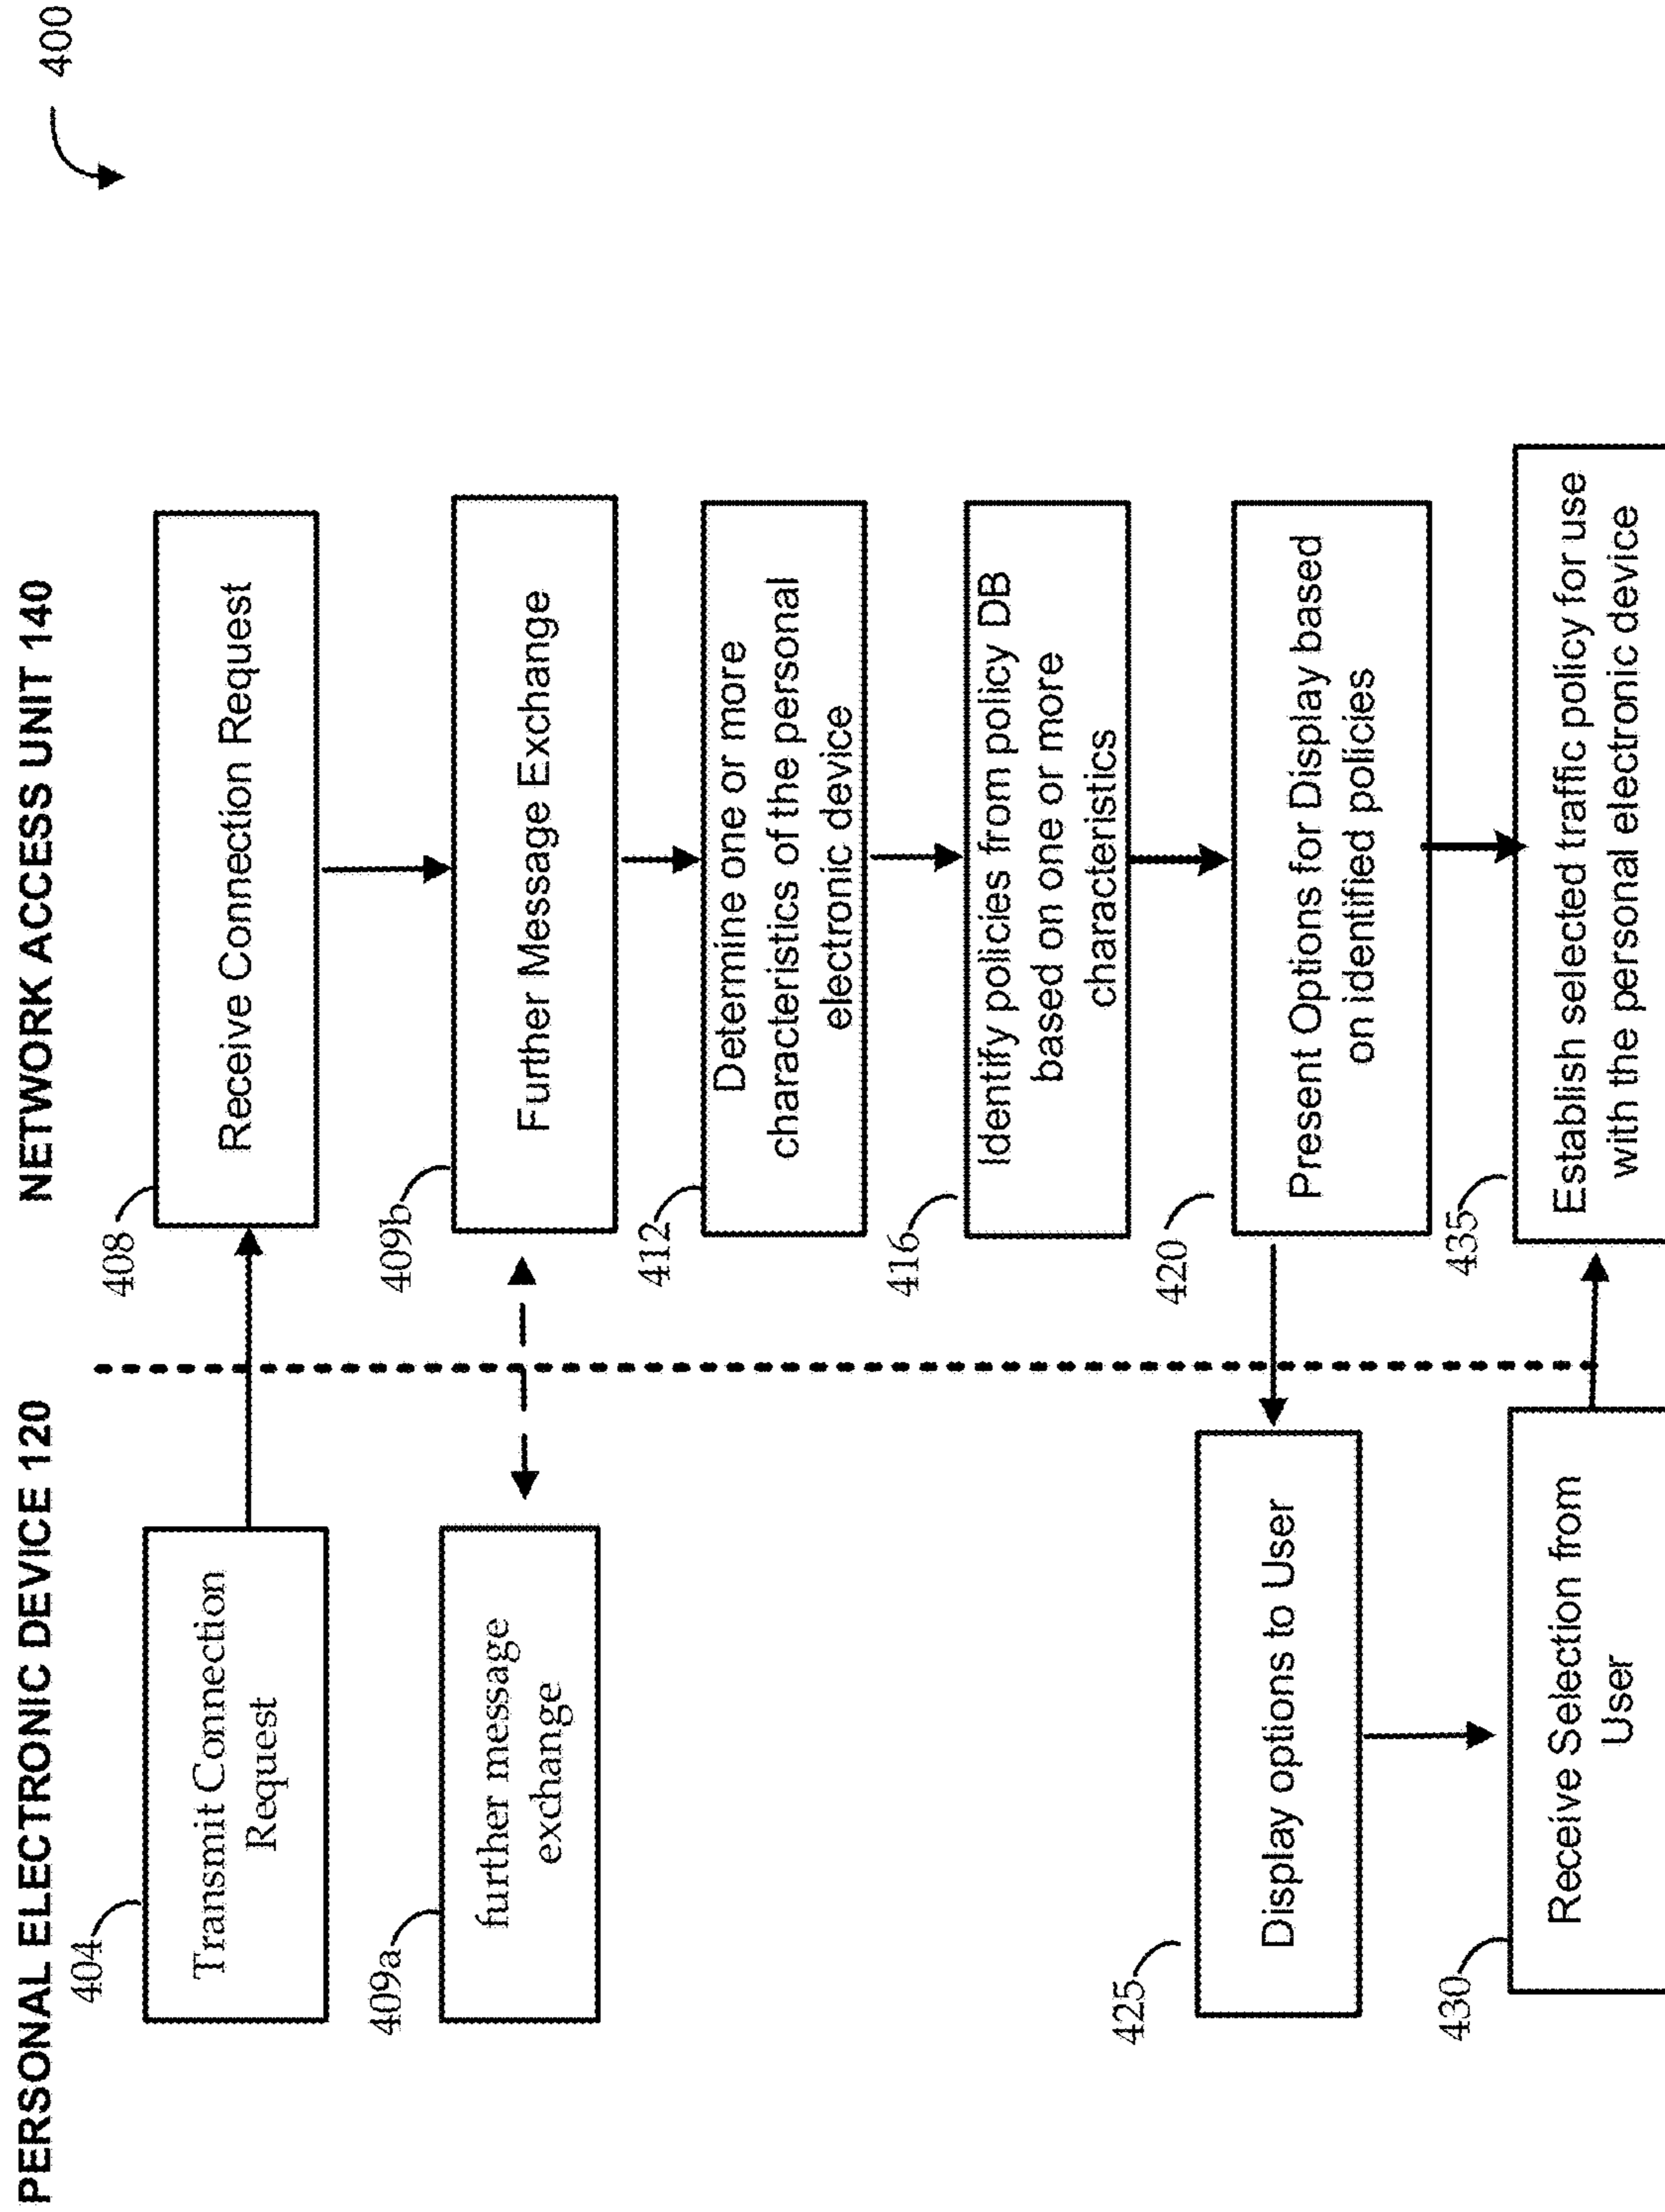 400
PERSONAL ELECTRONIC DEVICE 120
NETWORK ACCESS UNIT 140
404
Transmit Connection
Request
408
Receive Connection Request
409a
further message
exchange
409b
Further Message Exchange
412
Determine one or more
characteristics of the personal
electronic device
416
Identify policies from policy DB
based on one or more
characteristics
420
Present Options for Display based
on identified policies
425
Display options to User
430
Receive Selection from
User
435
Establish selected traffic policy for use
with the personal electronic device